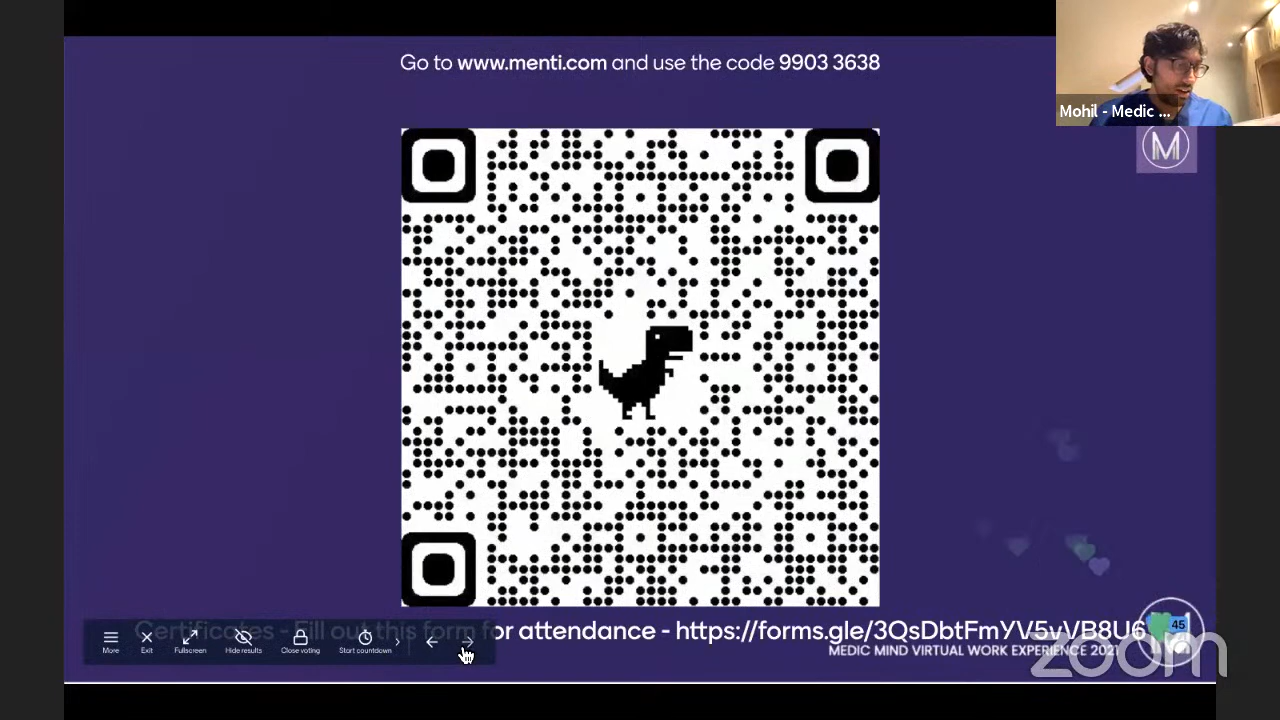 Go to www.menti.com and use the code 9903 3638
Mohil - Medic ...
M
Certificates - Fill out this form for attendance - https://forms.gle/3QsDbtFmYV5vVB8U6
45
More
Exit
Fullscreen
Hide results
Close voting
Start countdown
MEDIC MIND VIRTUAL WORK EXPERIENCE 2021
zoom